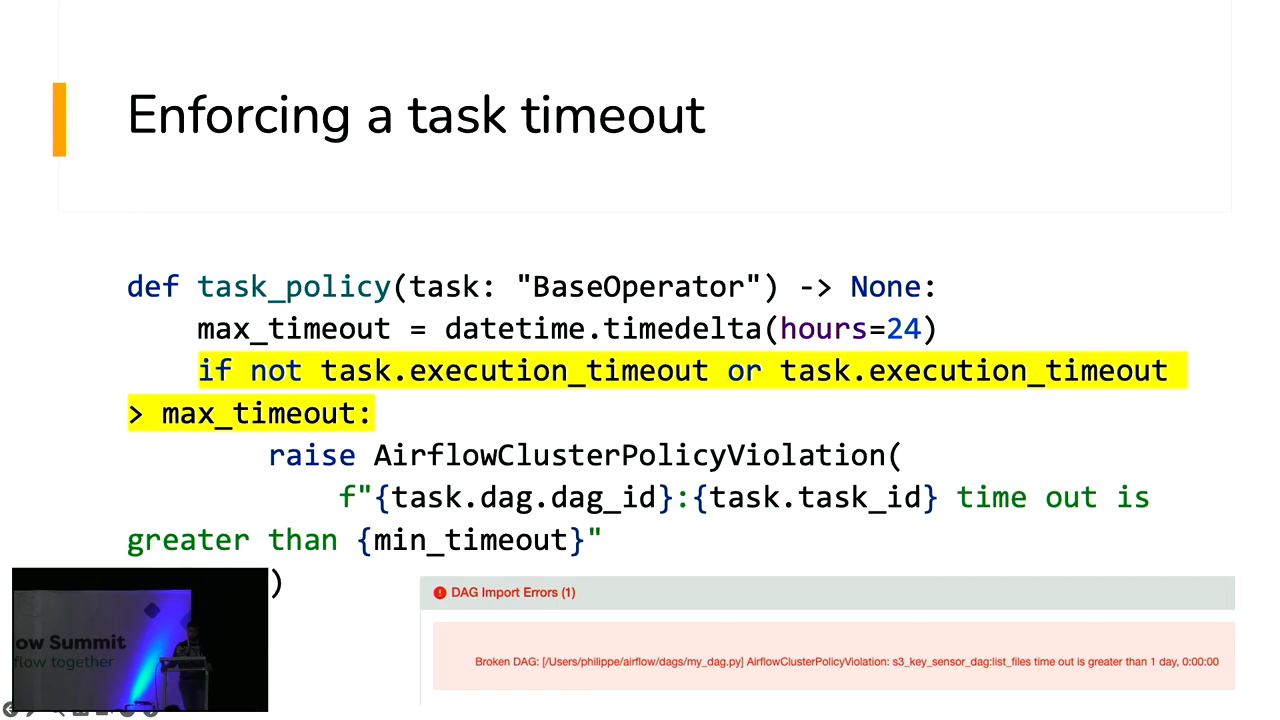 Enforcing a task timeout
def task_policy(task: "BaseOperator") -> None:
max_timeout = datetime.timedelta(hours=24)
if not task.execution_timeout or task.execution_timeout
> max_timeout:
raise AirflowClusterPolicyViolation(
f"{task.dag.dag_id}:{task.task_id} time out is
greater than {min_timeout}"
)
DAG Import Errors (1)
Broken DAG: [/Users/philippe/airflow/dags/my_dag.py] AirflowClusterPolicyViolation: s3_key_sensor_dag:list_files time out is greater than 1 day, 0:00:00
ow Summit
flow together